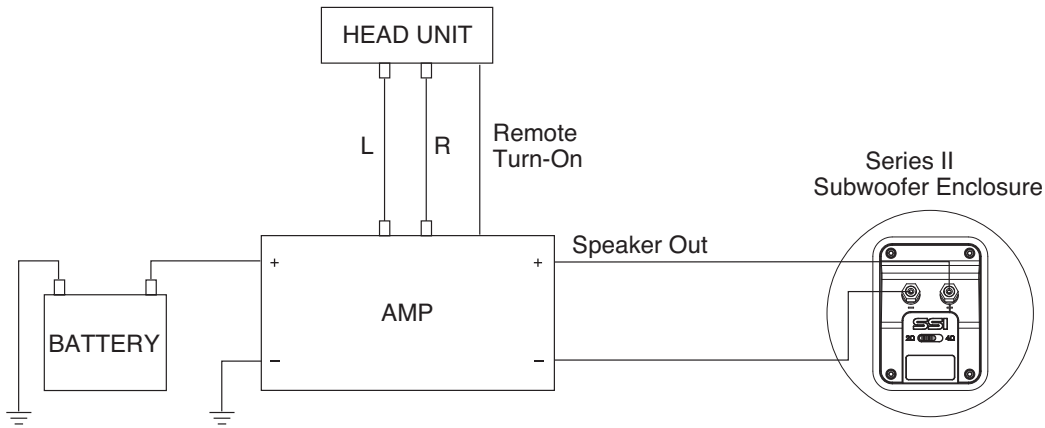 HEAD UNIT
L
R
Remote
Turn-On
Series II
Subwoofer Enclosure
Speaker Out
+
+
AMP
BATTERY
−
−
− +
SSI
2Ω 4Ω